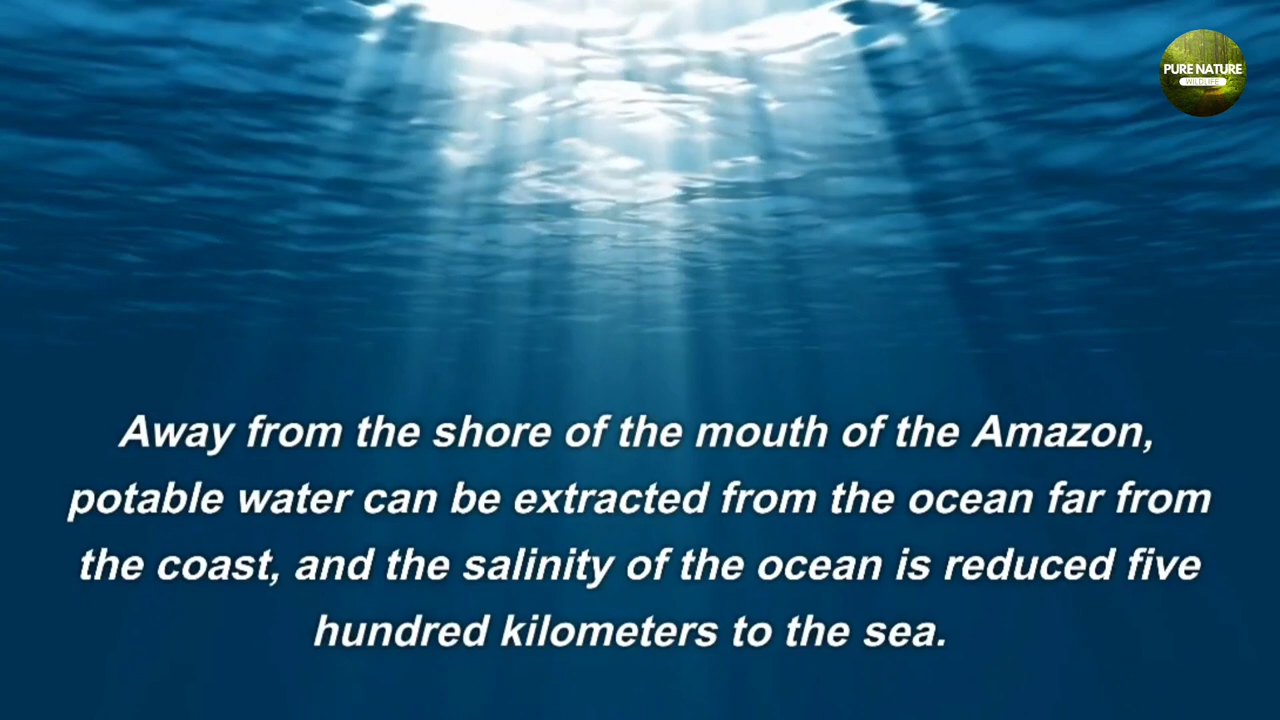 PURE NATURE
WILDLIFE
Away from the shore of the mouth of the Amazon,
potable water can be extracted from the ocean far from
the coast, and the salinity of the ocean is reduced five
hundred kilometers to the sea.